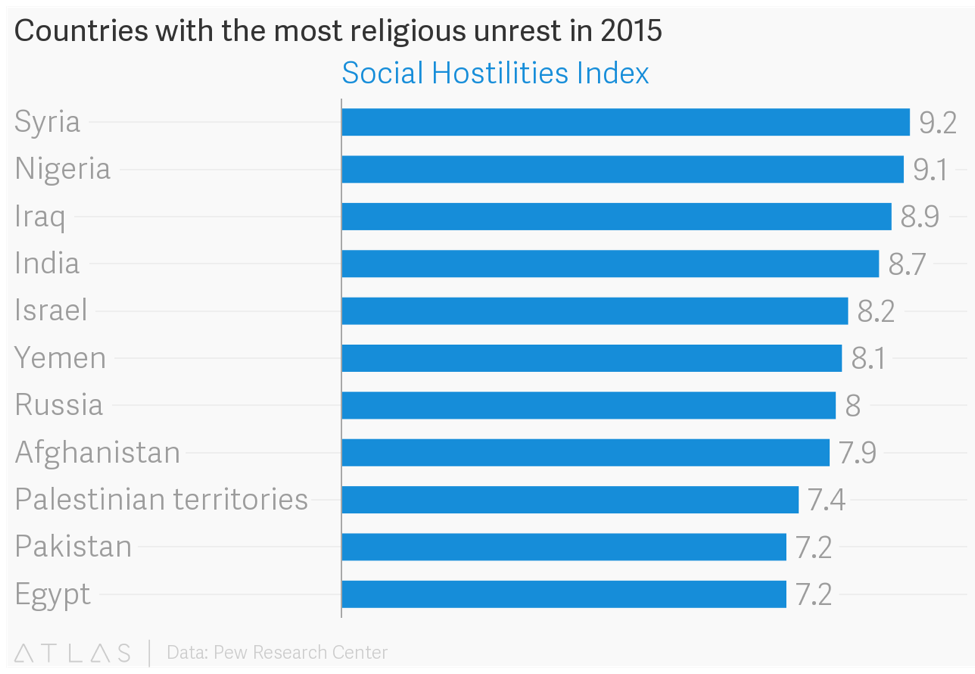 Countries with the most religious unrest in 2015
Social Hostilities Index
Syria 9.2
Nigeria 9.1
Iraq 8.9
India 8.7
Israel 8.2
Yemen 8.1
Russia 8
Afghanistan 7.9
Palestinian territories 7.4
Pakistan 7.2
Egypt 7.2
ATLAS Data: Pew Research Center